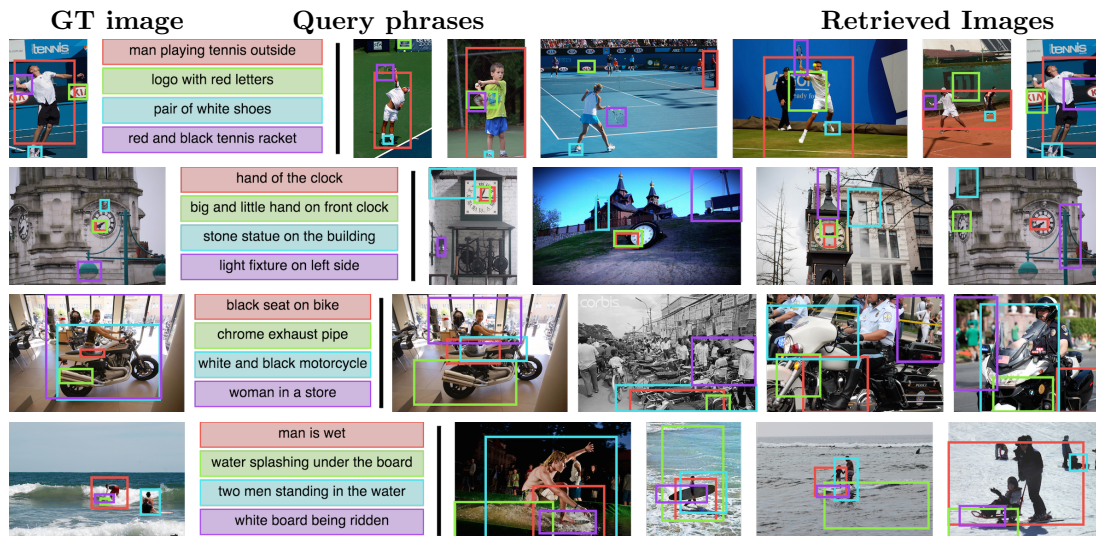 GT image
Query phrases
Retrieved Images
man playing tennis outside
logo with red letters
pair of white shoes
red and black tennis racket
tennis
KIA
tennis
KIA
hand of the clock
big and little hand on front clock
stone statue on the building
light fixture on left side
black seat on bike
chrome exhaust pipe
white and black motorcycle
woman in a store
corbis
man is wet
water splashing under the board
two men standing in the water
white board being ridden